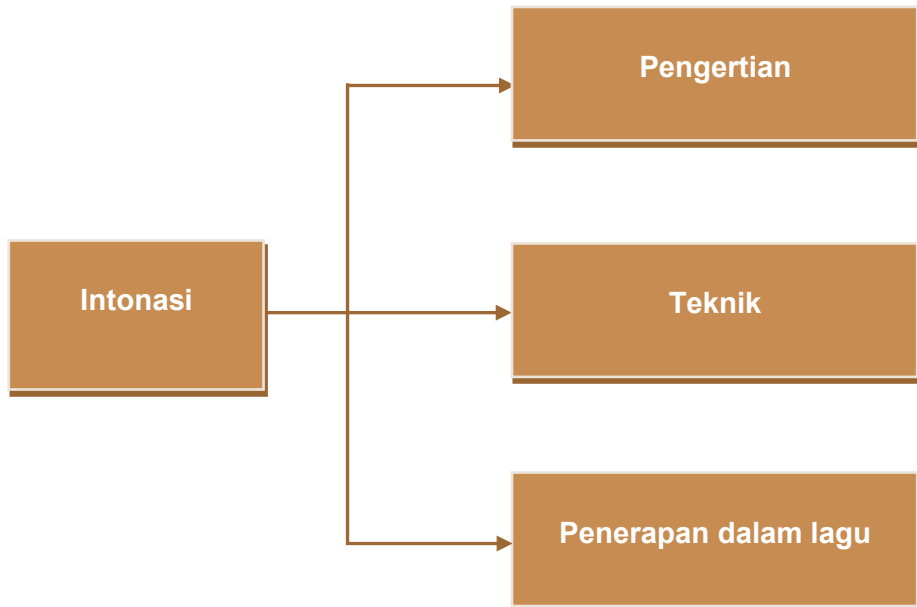 Pengertian
Intonasi
Teknik
Penerapan dalam lagu